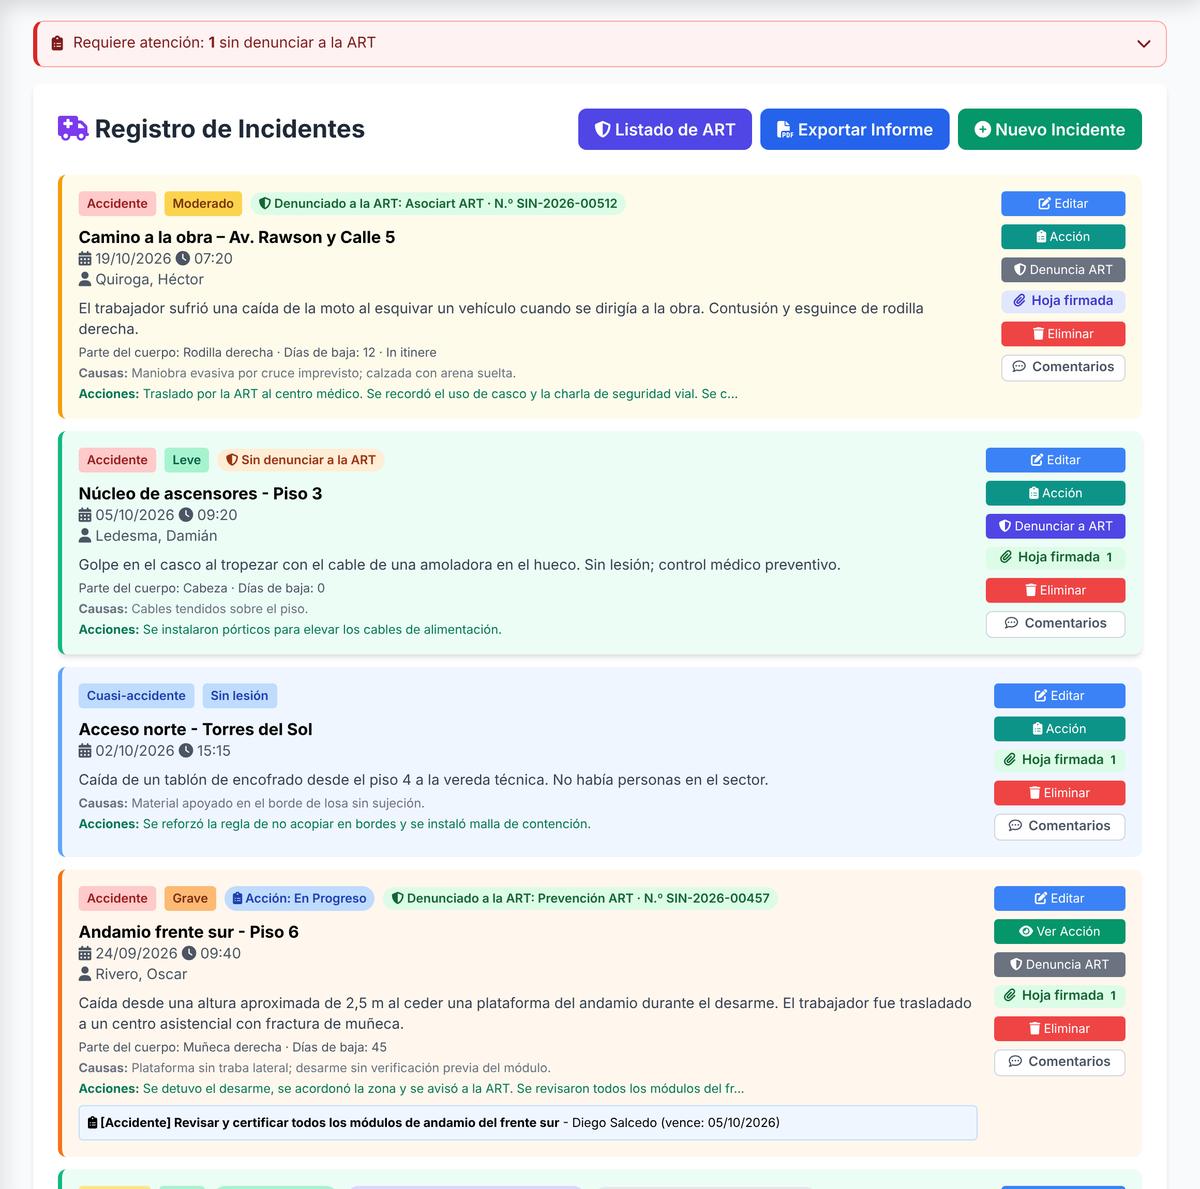 Requiere atención: 1 sin denunciar a la ART
Registro de Incidentes
Listado de ART
Exportar Informe
Nuevo Incidente
Accidente
Moderado
Denunciado a la ART: Asociart ART · N.º SIN-2026-00512
Camino a la obra – Av. Rawson y Calle 5
19/10/2026 07:20
Quiroga, Héctor
El trabajador sufrió una caída de la moto al esquivar un vehículo cuando se dirigía a la obra. Contusión y esguince de rodilla
derecha.
Parte del cuerpo: Rodilla derecha · Días de baja: 12 · In itinere
Causas: Maniobra evasiva por cruce imprevisto; calzada con arena suelta.
Acciones: Traslado por la ART al centro médico. Se recordó el uso de casco y la charla de seguridad vial. Se c...
Editar
Acción
Denuncia ART
Hoja firmada
Eliminar
Comentarios
Accidente
Leve
Sin denunciar a la ART
Núcleo de ascensores - Piso 3
05/10/2026 09:20
Ledesma, Damián
Golpe en el casco al tropezar con el cable de una amoladora en el hueco. Sin lesión; control médico preventivo.
Parte del cuerpo: Cabeza · Días de baja: 0
Causas: Cables tendidos sobre el piso.
Acciones: Se instalaron pórticos para elevar los cables de alimentación.
Editar
Acción
Denunciar a ART
Hoja firmada 1
Eliminar
Comentarios
Cuasi-accidente
Sin lesión
Acceso norte - Torres del Sol
02/10/2026 15:15
Caída de un tablón de encofrado desde el piso 4 a la vereda técnica. No había personas en el sector.
Causas: Material apoyado en el borde de losa sin sujeción.
Acciones: Se reforzó la regla de no acopiar en bordes y se instaló malla de contención.
Editar
Acción
Hoja firmada 1
Eliminar
Comentarios
Accidente
Grave
Acción: En Progreso
Denunciado a la ART: Prevención ART · N.º SIN-2026-00457
Andamio frente sur - Piso 6
24/09/2026 09:40
Rivero, Oscar
Caída desde una altura aproximada de 2,5 m al ceder una plataforma del andamio durante el desarme. El trabajador fue trasladado
a un centro asistencial con fractura de muñeca.
Parte del cuerpo: Muñeca derecha · Días de baja: 45
Causas: Plataforma sin traba lateral; desarme sin verificación previa del módulo.
Acciones: Se detuvo el desarme, se acordonó la zona y se avisó a la ART. Se revisaron todos los módulos del fr...
[Accidente] Revisar y certificar todos los módulos de andamio del frente sur - Diego Salcedo (vence: 05/10/2026)
Editar
Ver Acción
Denuncia ART
Hoja firmada 1
Eliminar
Comentarios